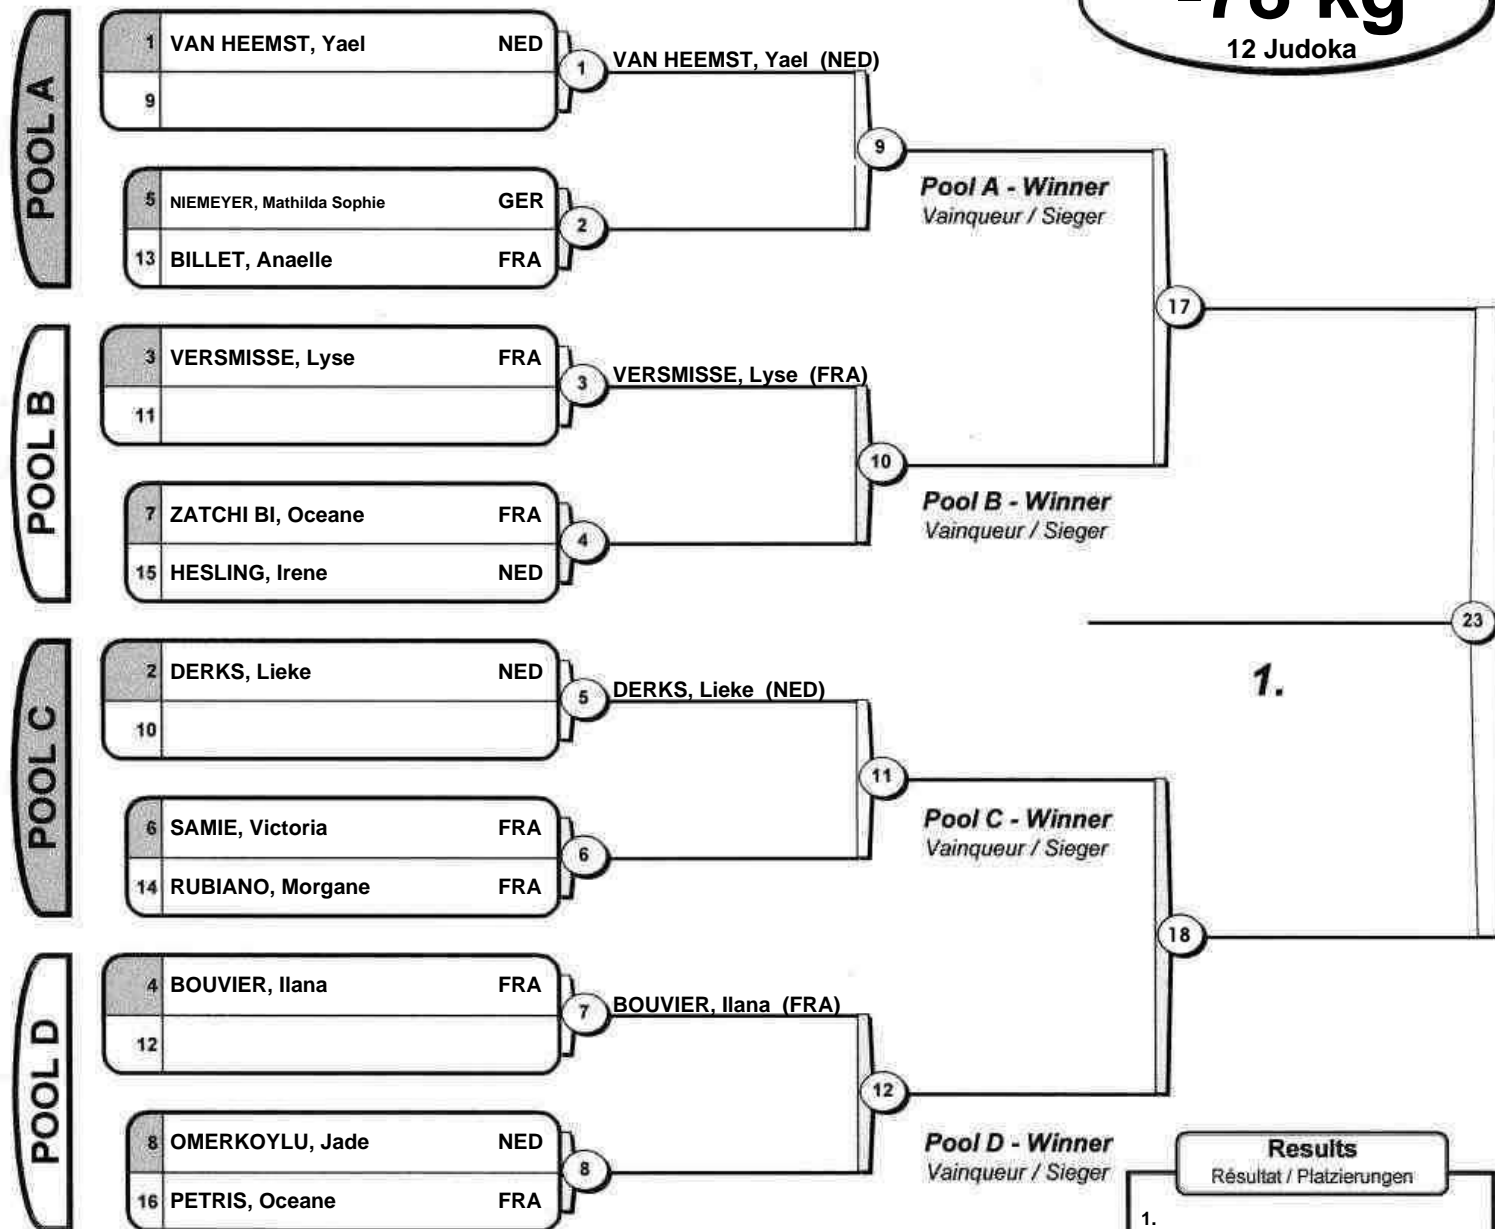 -78 kg
12 Judoka
POOL A
1 VAN HEEMST, Yael NED
9
1
VAN HEEMST, Yael (NED)
5 NIEMEYER, Mathilda Sophie GER
13 BILLET, Anaelle FRA
2
9
Pool A - Winner
Vainqueur / Sieger
POOL B
3 VERSMISSE, Lyse FRA
11
3
VERSMISSE, Lyse (FRA)
7 ZATCHI BI, Oceane FRA
15 HESLING, Irene NED
4
10
Pool B - Winner
Vainqueur / Sieger
17
23
1.
POOL C
2 DERKS, Lieke NED
10
5
DERKS, Lieke (NED)
6 SAMIE, Victoria FRA
14 RUBIANO, Morgane FRA
6
11
Pool C - Winner
Vainqueur / Sieger
18
POOL D
4 BOUVIER, Ilana FRA
12
7
BOUVIER, Ilana (FRA)
8 OMERKOYLU, Jade NED
16 PETRIS, Oceane FRA
8
12
Pool D - Winner
Vainqueur / Sieger
Results
Résultat / Platzierungen
1.